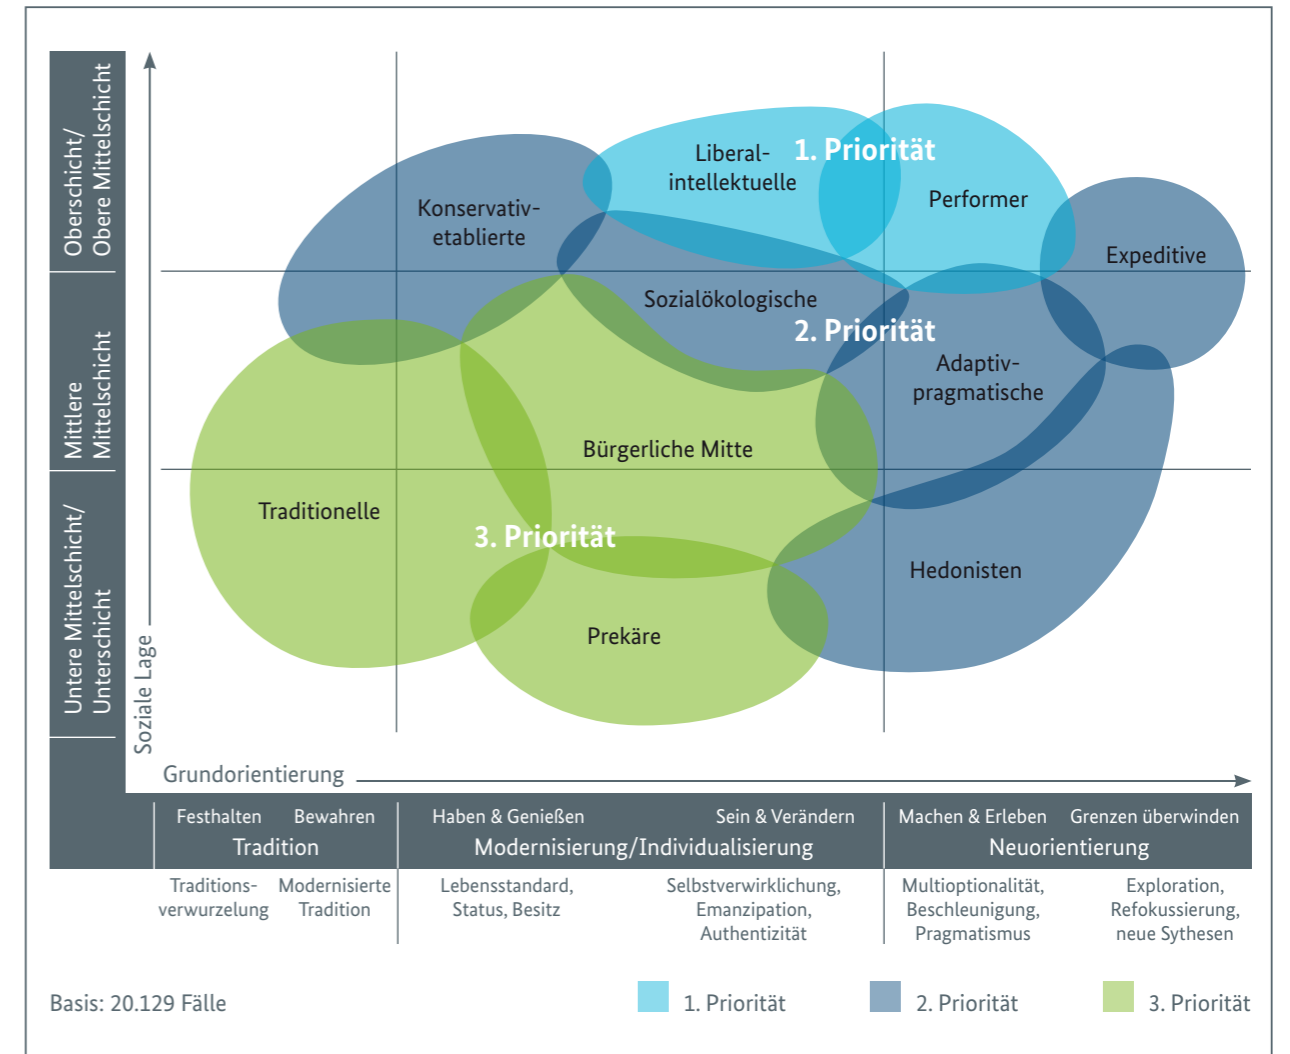 Oberschicht/
Obere Mittelschicht
Mittlere
Mittelschicht
Untere Mittelschicht/
Unterschicht
Soziale Lage
Liberal-
intellektuelle
1. Priorität
Performer
Konservativ-
etablierte
Expeditive
Sozialökologische
2. Priorität
Adaptiv-
pragmatische
Bürgerliche Mitte
Traditionelle
3. Priorität
Hedonisten
Prekäre
Grundorientierung
Festhalten Bewahren Haben & Genießen Sein & Verändern Machen & Erleben Grenzen überwinden
Tradition Modernisierung/Individualisierung Neuorientierung
Traditions-
verwurzelung
Modernisierte
Tradition
Lebensstandard,
Status, Besitz
Selbstverwirklichung,
Emanzipation,
Authentizität
Multioptionalität,
Beschleunigung,
Pragmatismus
Exploration,
Refokussierung,
neue Sythesen
Basis: 20.129 Fälle
1. Priorität
2. Priorität
3. Priorität